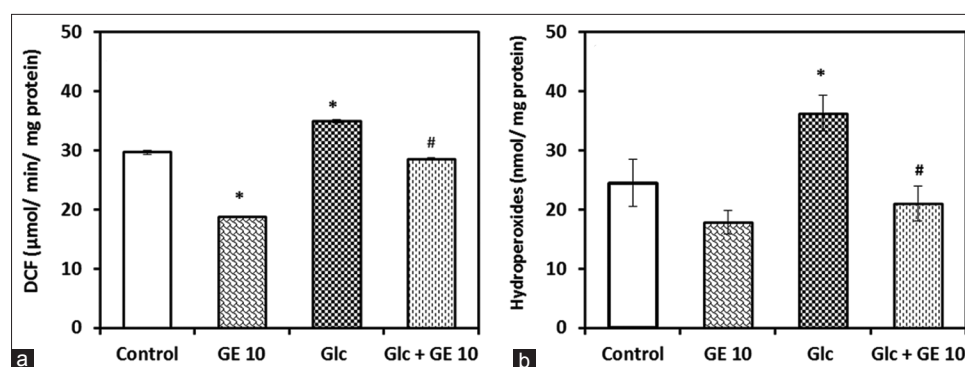 50
40
30
20
10
0
DCF (µmol/ min/ mg protein)
*
*
#
Control GE 10 Glc Glc + GE 10
a
50
40
30
20
10
0
Hydroperoxides (nmol/ mg protein)
*
#
Control GE 10 Glc Glc + GE 10
b